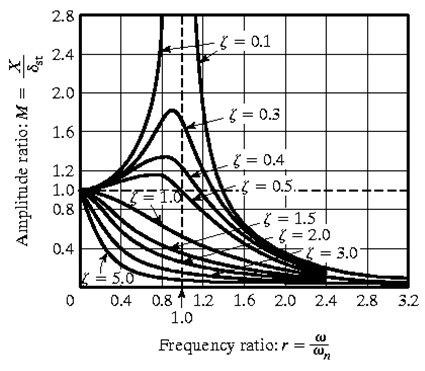 2.8
2.4
2.0
1.6
1.2
1.0
0.8
0.4
Amplitude ratio: M = X/δst
ζ = 0.1
ζ = 0.3
ζ = 0.4
ζ = 0.5
ζ = 1.0
ζ = 1.5
ζ = 2.0
ζ = 3.0
ζ = 5.0
0 0.4 0.8 1.2 1.6 2.0 2.4 2.8 3.2
1.0
Frequency ratio: r = ω/ωn